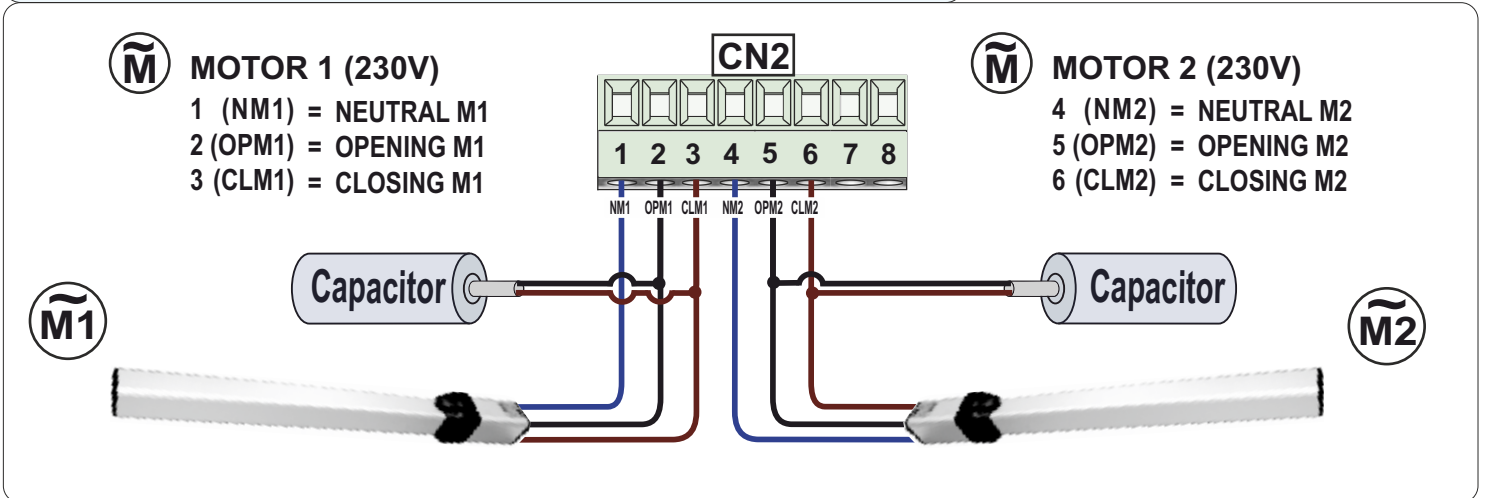 CN2
M MOTOR 1 (230V)
1 (NM1) = NEUTRAL M1
2 (OPM1) = OPENING M1
3 (CLM1) = CLOSING M1
M MOTOR 2 (230V)
4 (NM2) = NEUTRAL M2
5 (OPM2) = OPENING M2
6 (CLM2) = CLOSING M2
1 2 3 4 5 6 7 8
NM1 OPM1 CLM1 NM2 OPM2 CLM2
Capacitor
Capacitor
M1
M2